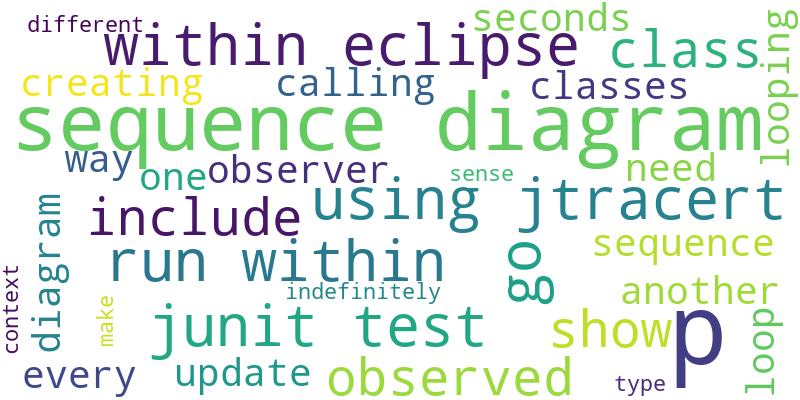 different
seconds
within eclipse
class
looping
creating
calling
classes
sequence diagram
way
one
observer
sense
need
include
using jtracert
diagram
run within
go
sequence
context
indefinitely
another
make
junit test
show
p
loop
every
update
observed
type